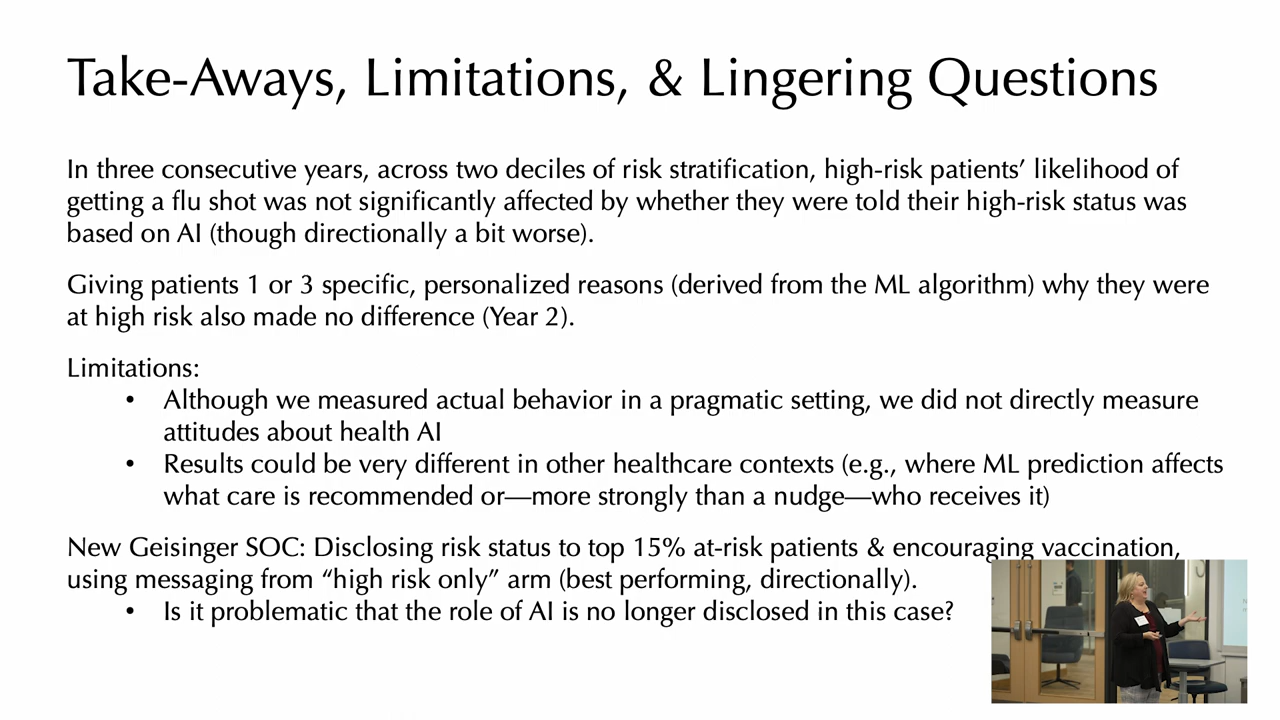 Take-Aways, Limitations, & Lingering Questions
In three consecutive years, across two deciles of risk stratification, high-risk patients’ likelihood of
getting a flu shot was not significantly affected by whether they were told their high-risk status was
based on AI (though directionally a bit worse).
Giving patients 1 or 3 specific, personalized reasons (derived from the ML algorithm) why they were
at high risk also made no difference (Year 2).
Limitations:
• Although we measured actual behavior in a pragmatic setting, we did not directly measure
attitudes about health AI
• Results could be very different in other healthcare contexts (e.g., where ML prediction affects
what care is recommended or—more strongly than a nudge—who receives it)
New Geisinger SOC: Disclosing risk status to top 15% at-risk patients & encouraging vaccination,
using messaging from “high risk only” arm (best performing, directionally).
• Is it problematic that the role of AI is no longer disclosed in this case?